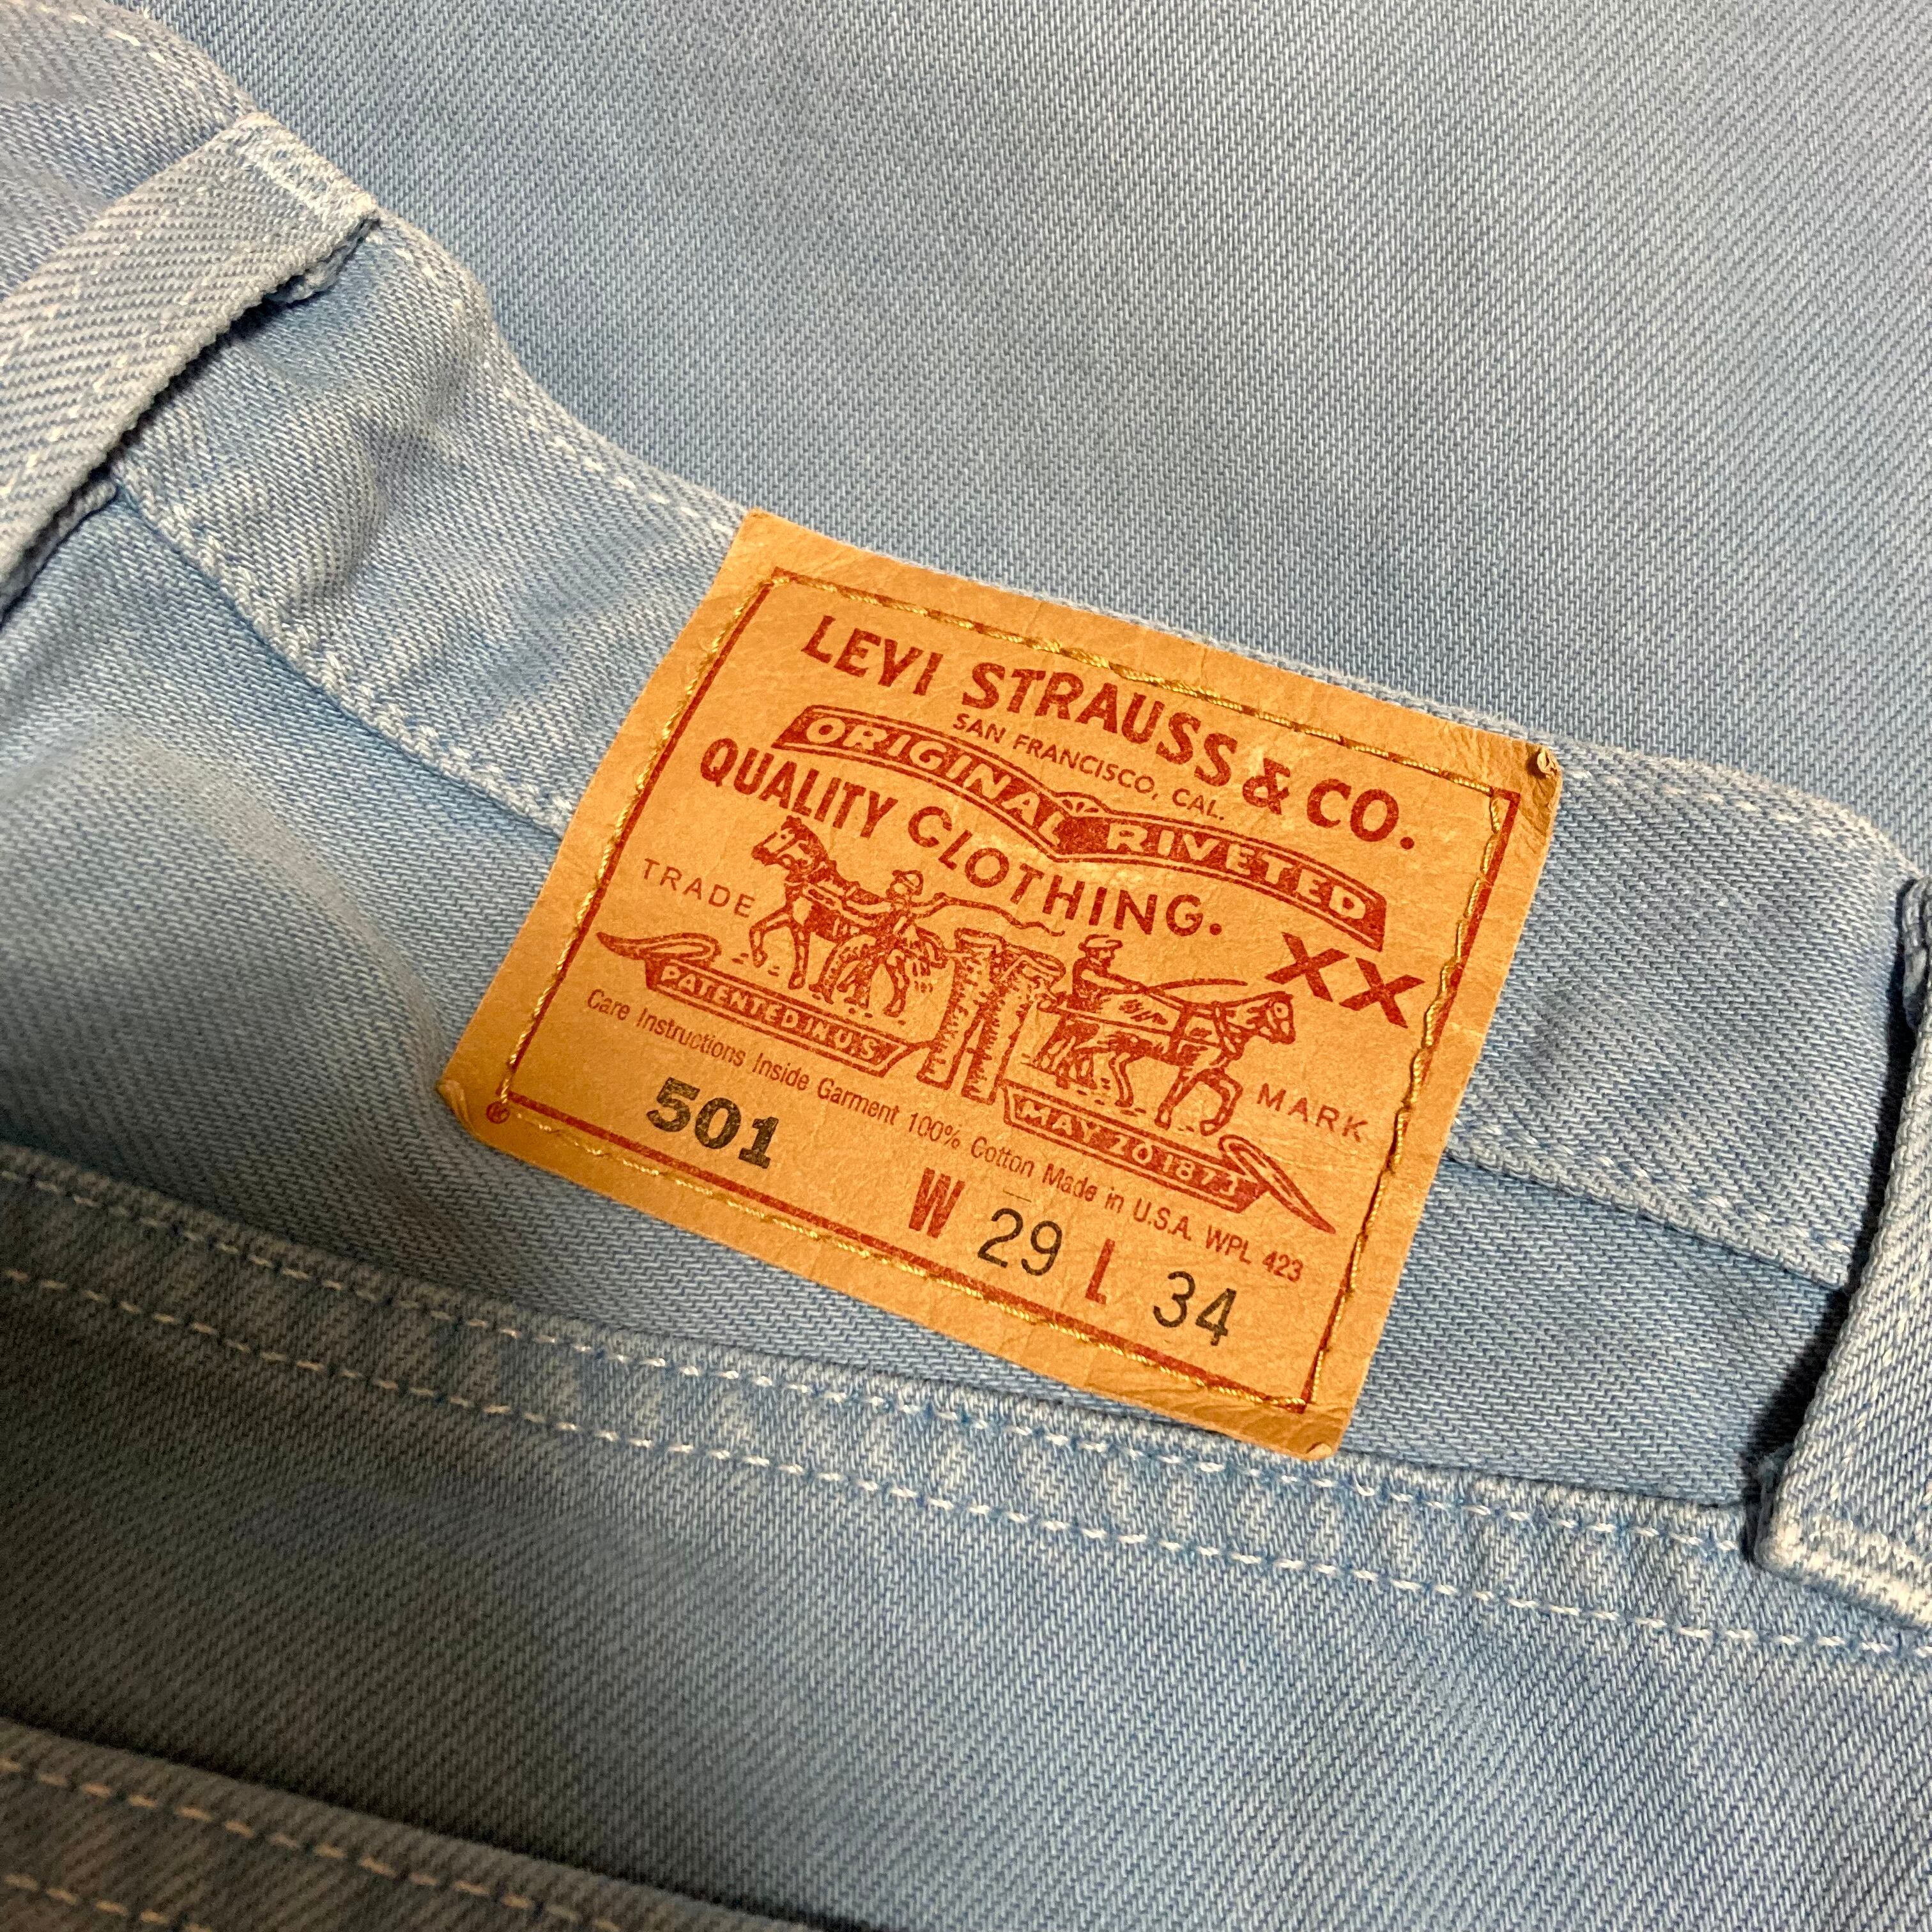 LEVI STRAUSS & CO.
SAN FRANCISCO, CAL.
ORIGINAL RIVETED
QUALITY CLOTHING.
TRADE MARK
XX
PATENTED IN U.S.
MAY 20 1873
Care Instructions Inside Garment 100% Cotton Made in U.S.A. WPL 423
®
501
W 29 L 34